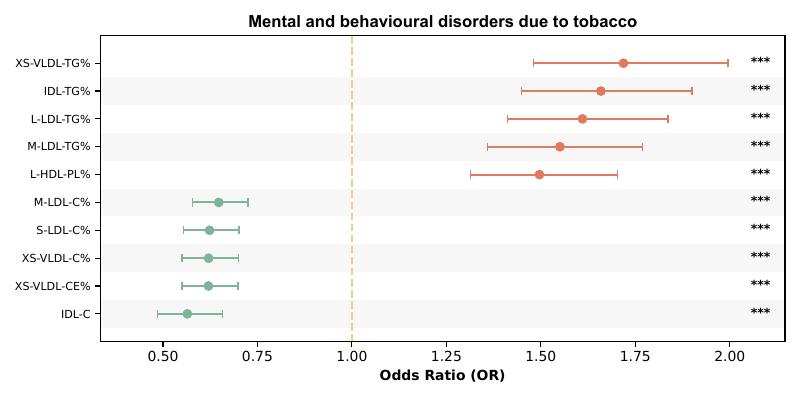 Mental and behavioural disorders due to tobacco
XS-VLDL-TG% ***
IDL-TG% ***
L-LDL-TG% ***
M-LDL-TG% ***
L-HDL-PL% ***
M-LDL-C% ***
S-LDL-C% ***
XS-VLDL-C% ***
XS-VLDL-CE% ***
IDL-C ***
0.50 0.75 1.00 1.25 1.50 1.75 2.00
Odds Ratio (OR)